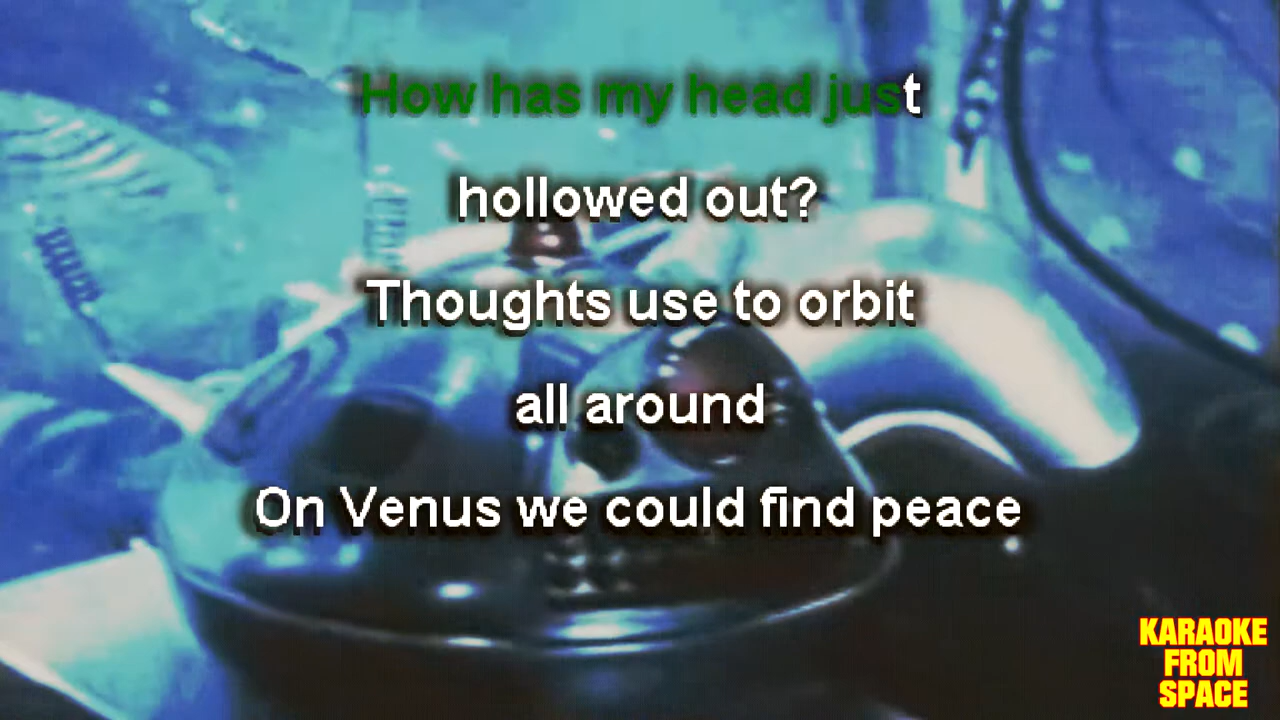 How has my head just
hollowed out?
Thoughts use to orbit
all around
On Venus we could find peace
KARAOKE
FROM
SPACE